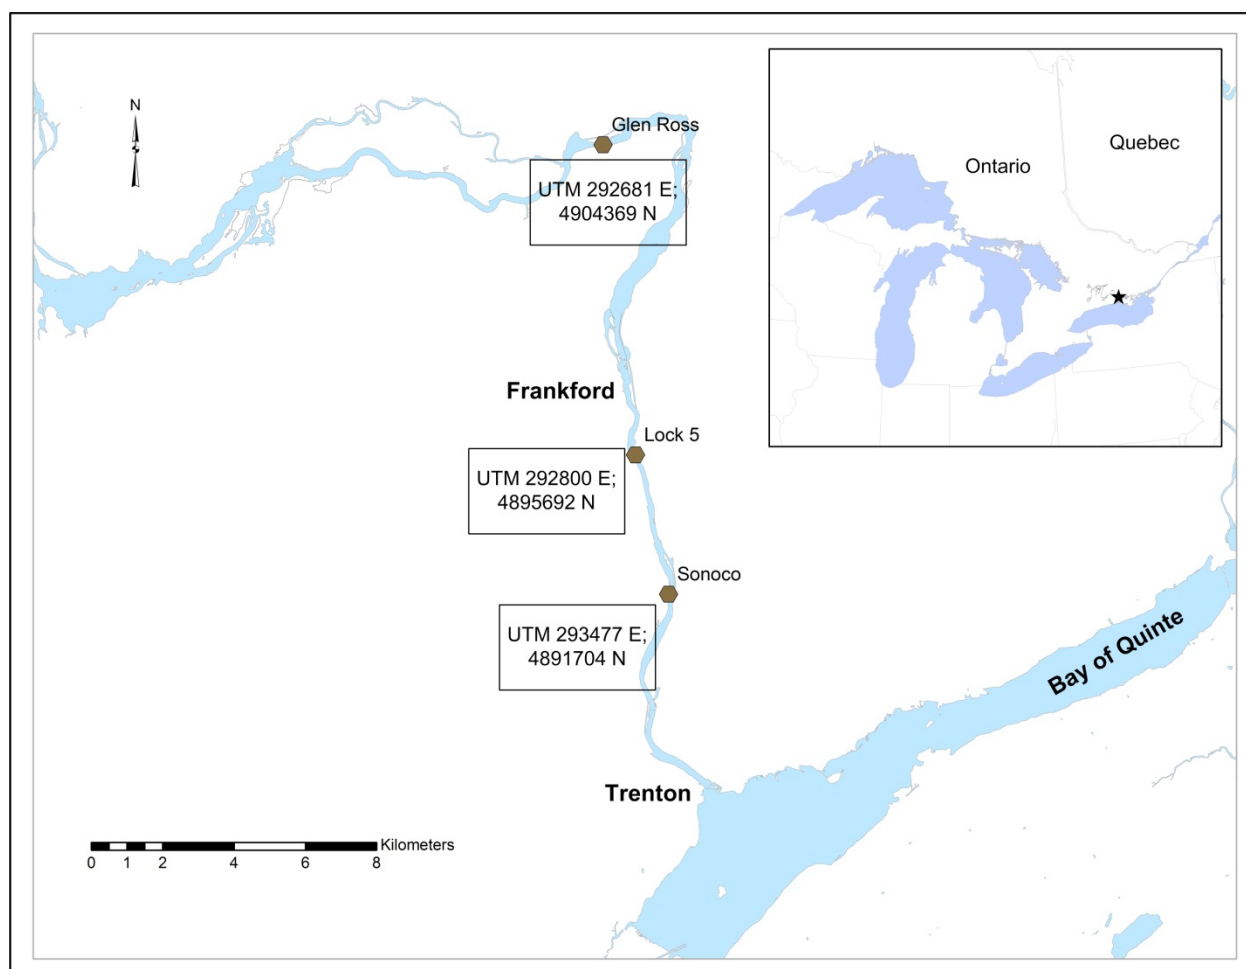 N
Glen Ross
UTM 292681 E;
4904369 N
Ontario
Quebec
Frankford
Lock 5
UTM 292800 E;
4895692 N
Sonoco
UTM 293477 E;
4891704 N
Bay of Quinte
Trenton
Kilometers
0 1 2 4 6 8